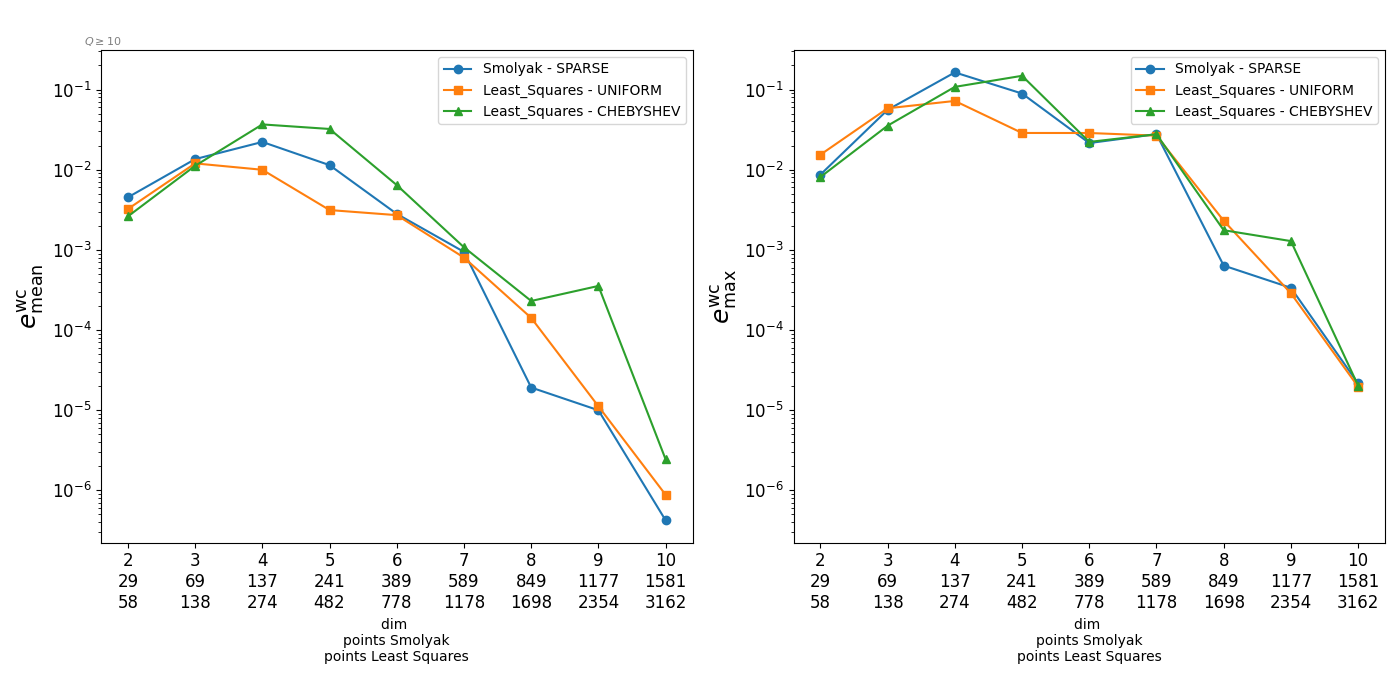 Q ≥ 10
Smolyak - SPARSE
Least_Squares - UNIFORM
Least_Squares - CHEBYSHEV
10⁻¹
10⁻²
10⁻³
10⁻⁴
10⁻⁵
10⁻⁶
e^wc_mean
2 3 4 5 6 7 8 9 10
29 69 137 241 389 589 849 1177 1581
58 138 274 482 778 1178 1698 2354 3162
dim
points Smolyak
points Least Squares
Smolyak - SPARSE
Least_Squares - UNIFORM
Least_Squares - CHEBYSHEV
10⁻¹
10⁻²
10⁻³
10⁻⁴
10⁻⁵
10⁻⁶
e^wc_max
2 3 4 5 6 7 8 9 10
29 69 137 241 389 589 849 1177 1581
58 138 274 482 778 1178 1698 2354 3162
dim
points Smolyak
points Least Squares